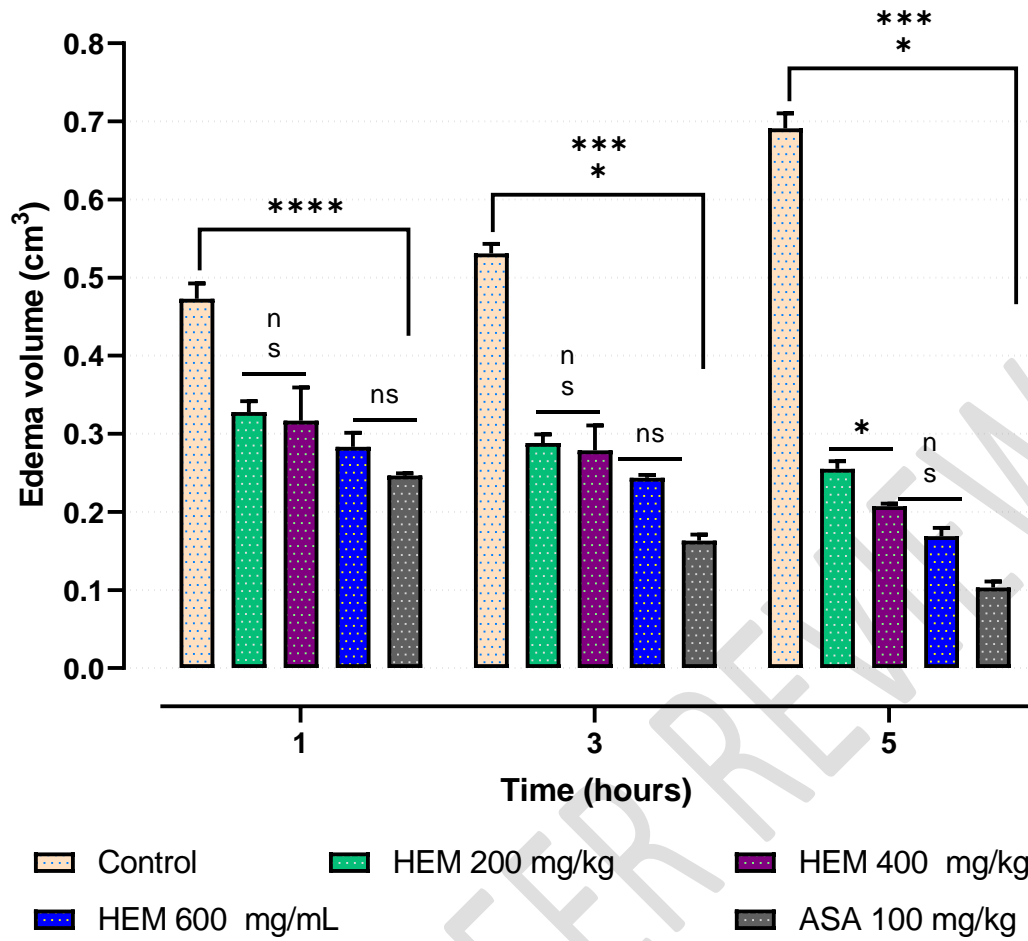 ***
*
0.8
0.7
***
*
0.6
****
0.5
Edema volume (cm³)
n
s
0.4
n
s
ns
ns
0.3
*
n
s
0.2
0.1
0.0
1 3 5
Time (hours)
Control HEM 200 mg/kg HEM 400 mg/kg
HEM 600 mg/mL ASA 100 mg/kg
ER REVIEW